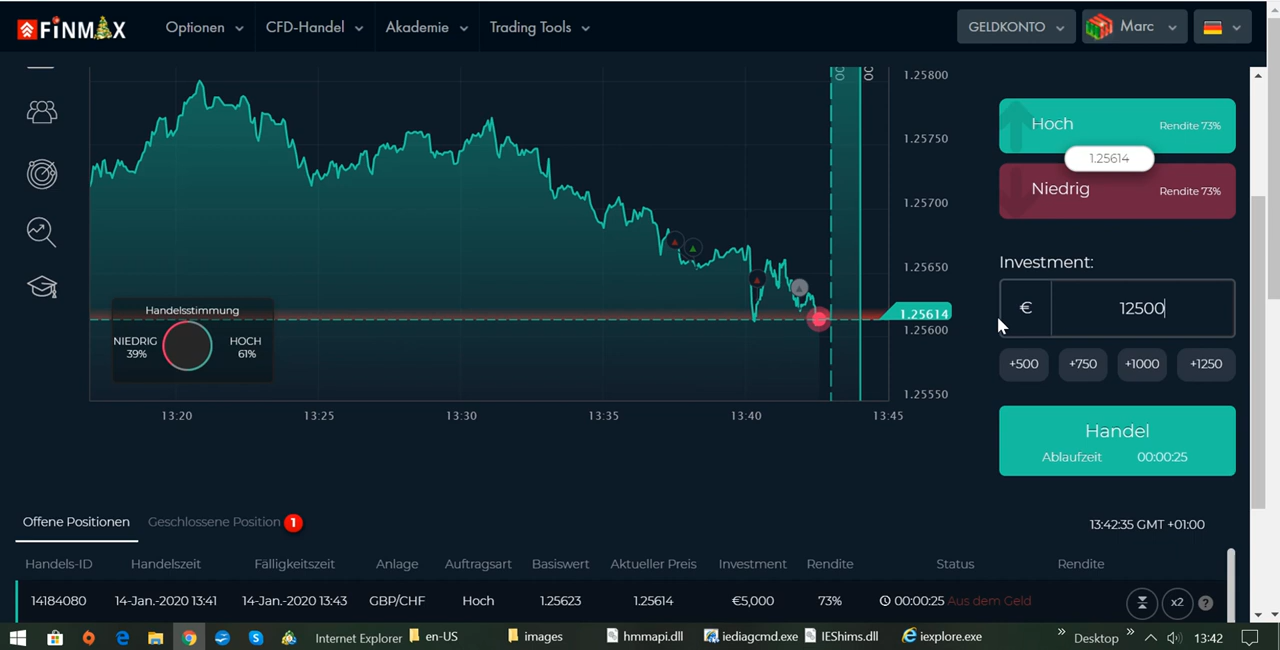 FiNMAX Optionen CFD-Handel Akademie Trading Tools GELDKONTO Marc
1.25800
1.25750
1.25700
1.25650
1.25614
1.25600
1.25550
Handelsstimmung
NIEDRIG HOCH
39% 61%
13:20 13:25 13:30 13:35 13:40 13:45
Hoch Rendite 73%
1.25614
Niedrig Rendite 73%
Investment:
€ 12500
+500 +750 +1000 +1250
Handel
Ablaufzeit 00:00:25
Offene Positionen Geschlossene Position 1 13:42:35 GMT +01:00
Handels-ID Handelszeit Fälligkeitszeit Anlage Auftragsart Basiswert Aktueller Preis Investment Rendite Status Rendite
14184080 14-Jan.-2020 13:41 14-Jan.-2020 13:43 GBP/CHF Hoch 1.25623 1.25614 €5,000 73% 00:00:25 Aus dem Geld x2 ?
Internet Explorer en-US images hmmapi.dll iediagcmd.exe IEShims.dll iexplore.exe » Desktop » 13:42